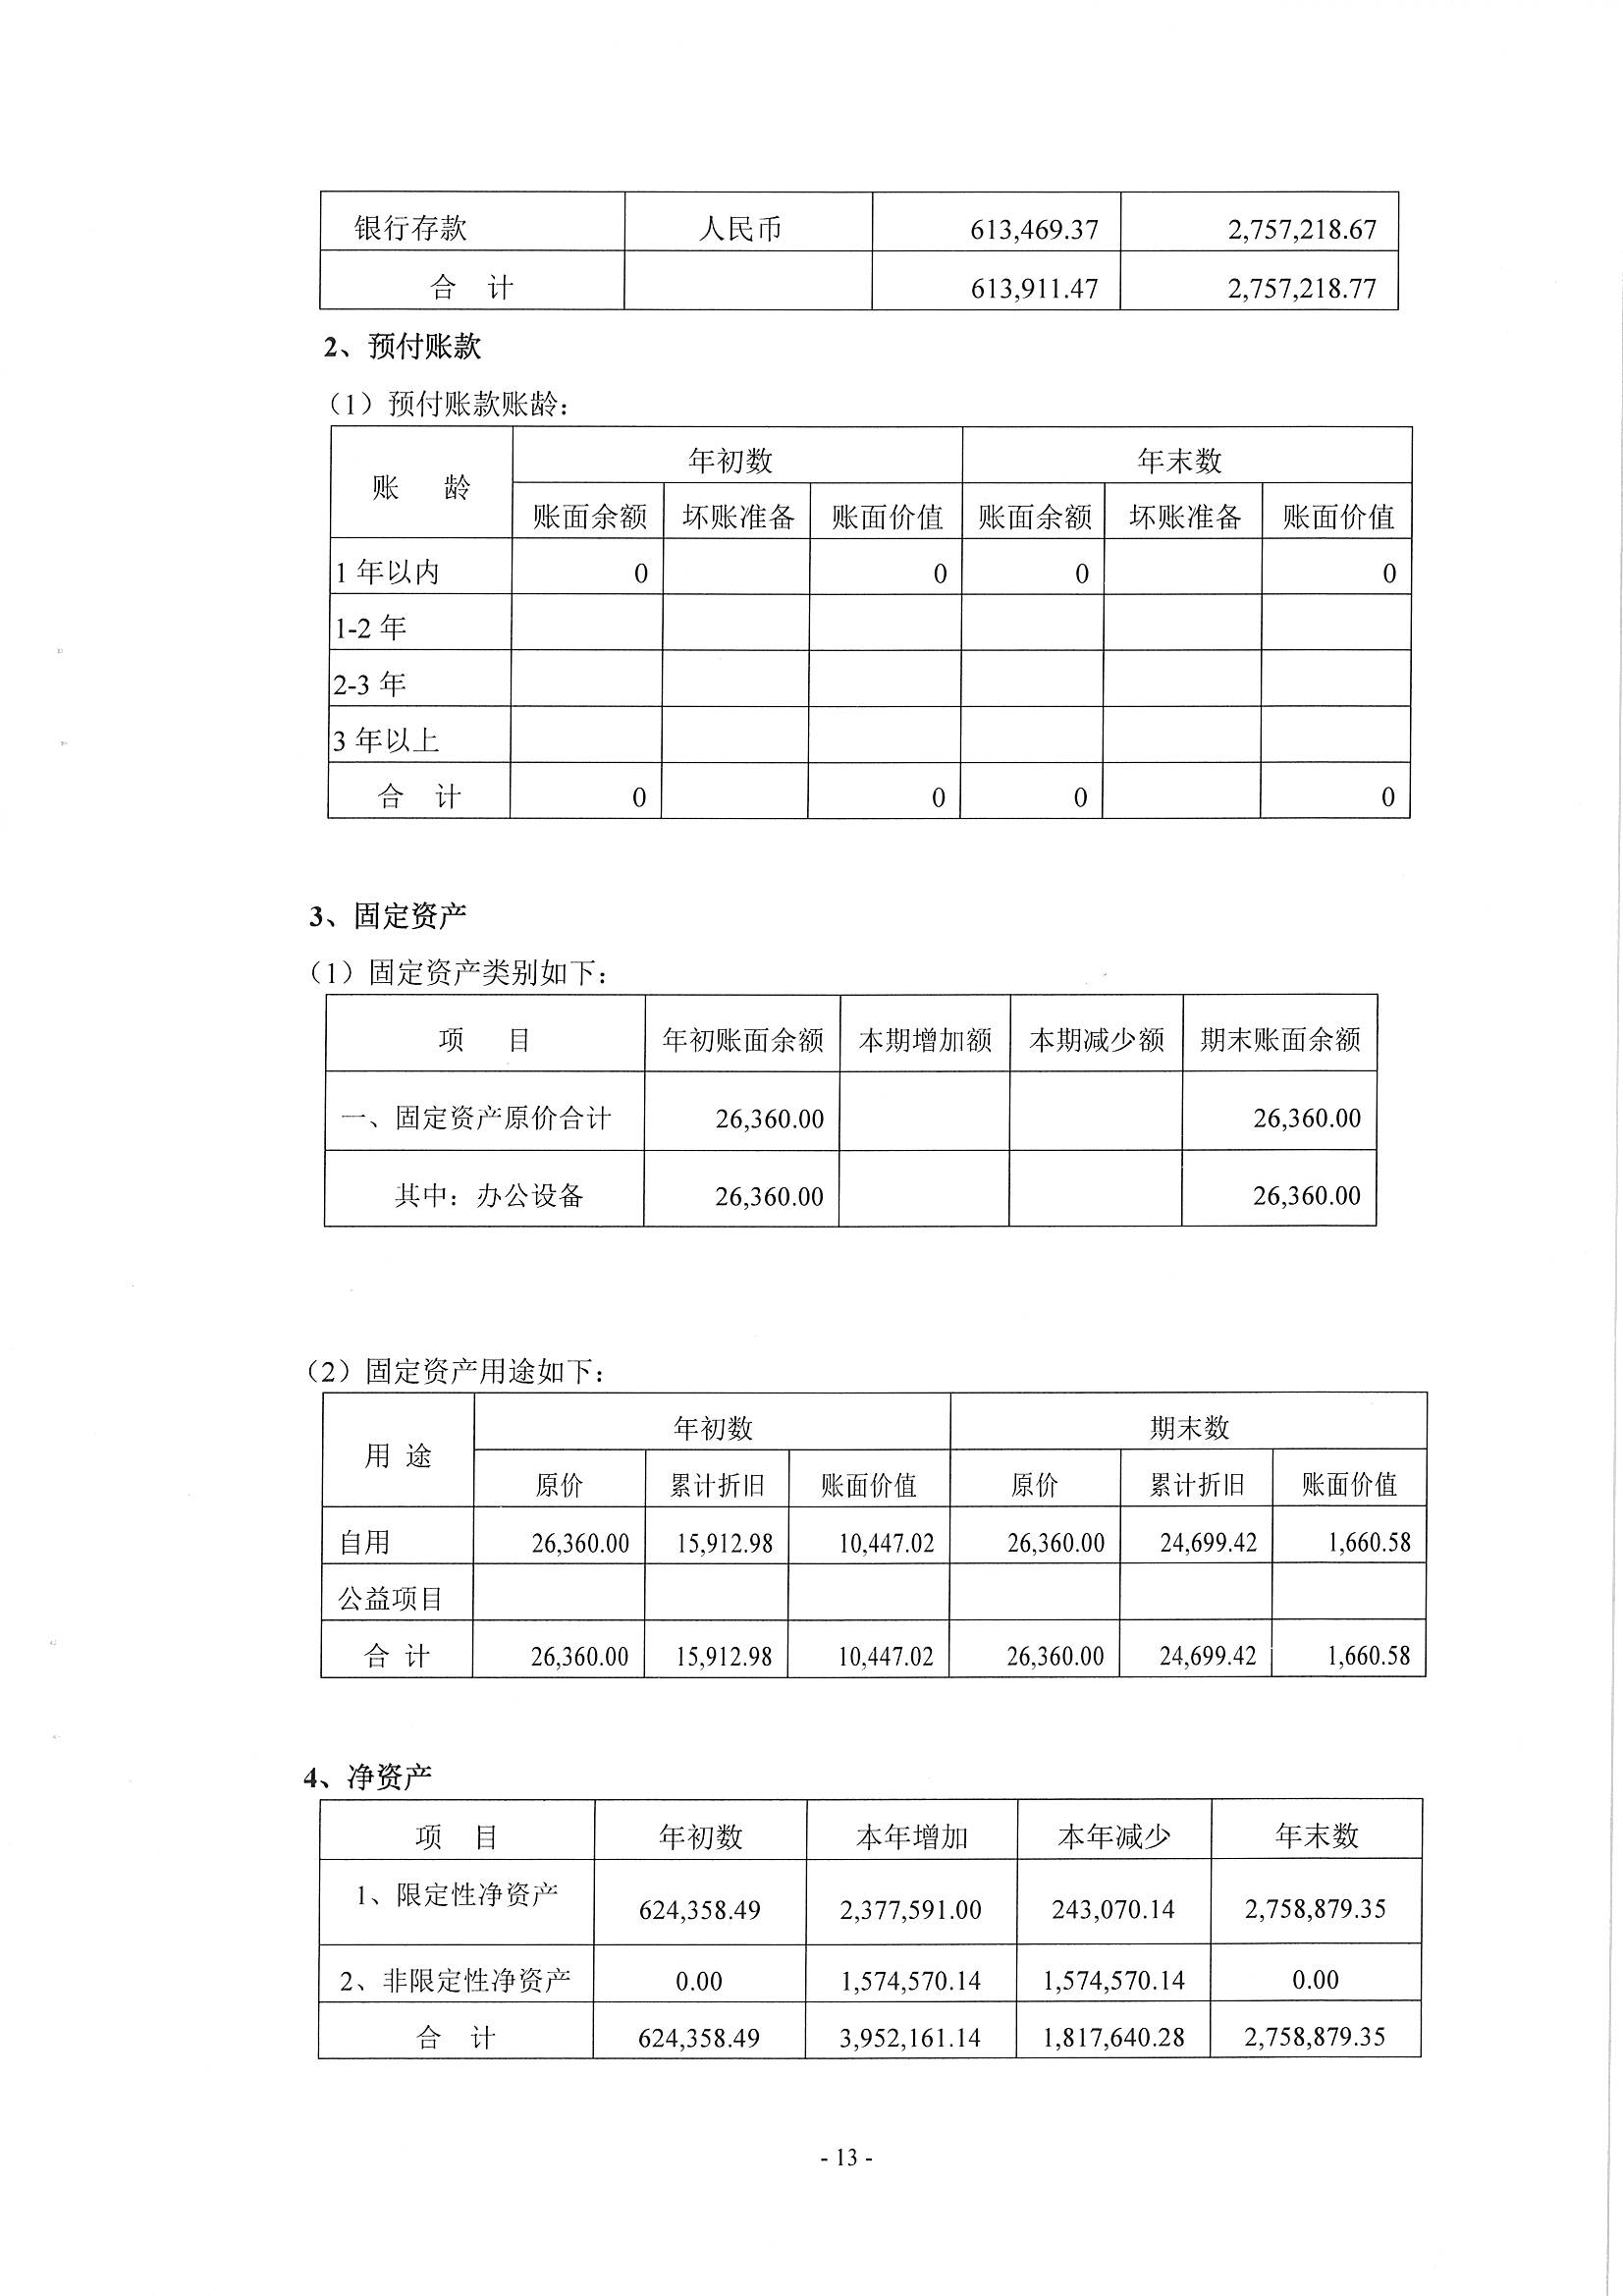 银行存款 人民币 613,469.37 2,757,218.67
合 计 613,911.47 2,757,218.77
2、预付账款
（1）预付账款账龄：
账 龄 年初数 年末数
账面余额 坏账准备 账面价值 账面余额 坏账准备 账面价值
1 年以内 0 0 0 0
1-2 年
2-3 年
3 年以上
合 计 0 0 0 0
3、固定资产
（1）固定资产类别如下：
项 目 年初账面余额 本期增加额 本期减少额 期末账面余额
一、固定资产原价合计 26,360.00 26,360.00
其中：办公设备 26,360.00 26,360.00
（2）固定资产用途如下：
用 途 年初数 期末数
原价 累计折旧 账面价值 原价 累计折旧 账面价值
自用 26,360.00 15,912.98 10,447.02 26,360.00 24,699.42 1,660.58
公益项目
合 计 26,360.00 15,912.98 10,447.02 26,360.00 24,699.42 1,660.58
4、净资产
项 目 年初数 本年增加 本年减少 年末数
1、限定性净资产 624,358.49 2,377,591.00 243,070.14 2,758,879.35
2、非限定性净资产 0.00 1,574,570.14 1,574,570.14 0.00
合 计 624,358.49 3,952,161.14 1,817,640.28 2,758,879.35
- 13 -